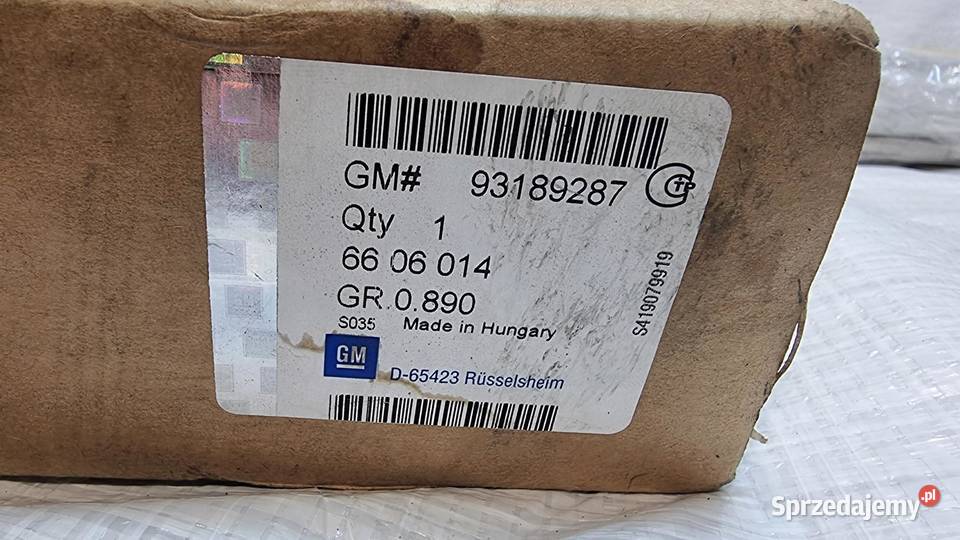 GM# 93189287 CTP
Qty 1
66 06 014
GR.0.890
S035 Made in Hungary
GM D-65423 Rüsselsheim
S419079919
Sprzedajemy.pl